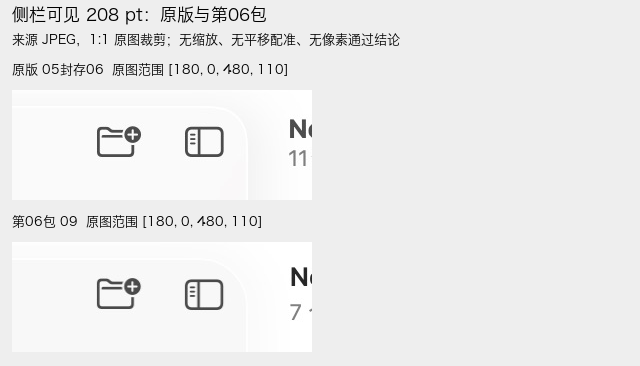 侧栏可见 208 pt：原版与第06包
来源 JPEG，1:1 原图裁剪；无缩放、无平移配准、无像素通过结论
原版 05封存06 原图范围 [180, 0, 480, 110]
11
第06包 09 原图范围 [180, 0, 480, 110]
7